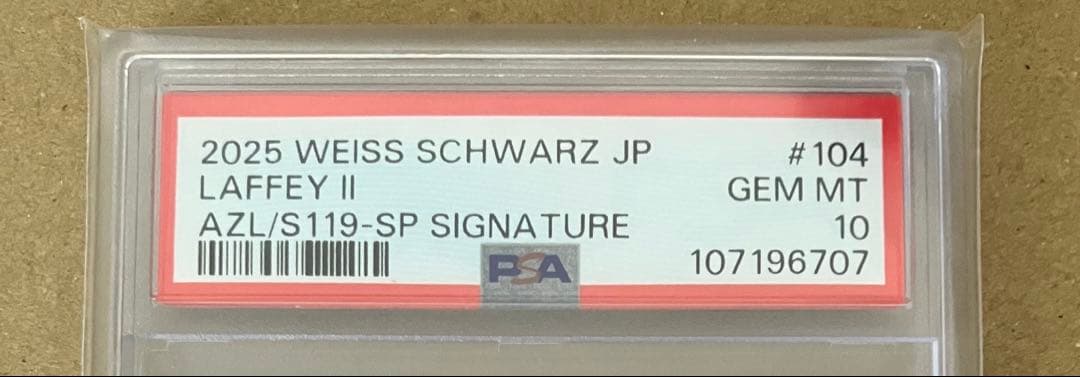 2025 WEISS SCHWARZ JP #104
LAFFEY II GEM MT
AZL/S119-SP SIGNATURE 10
PSA 107196707